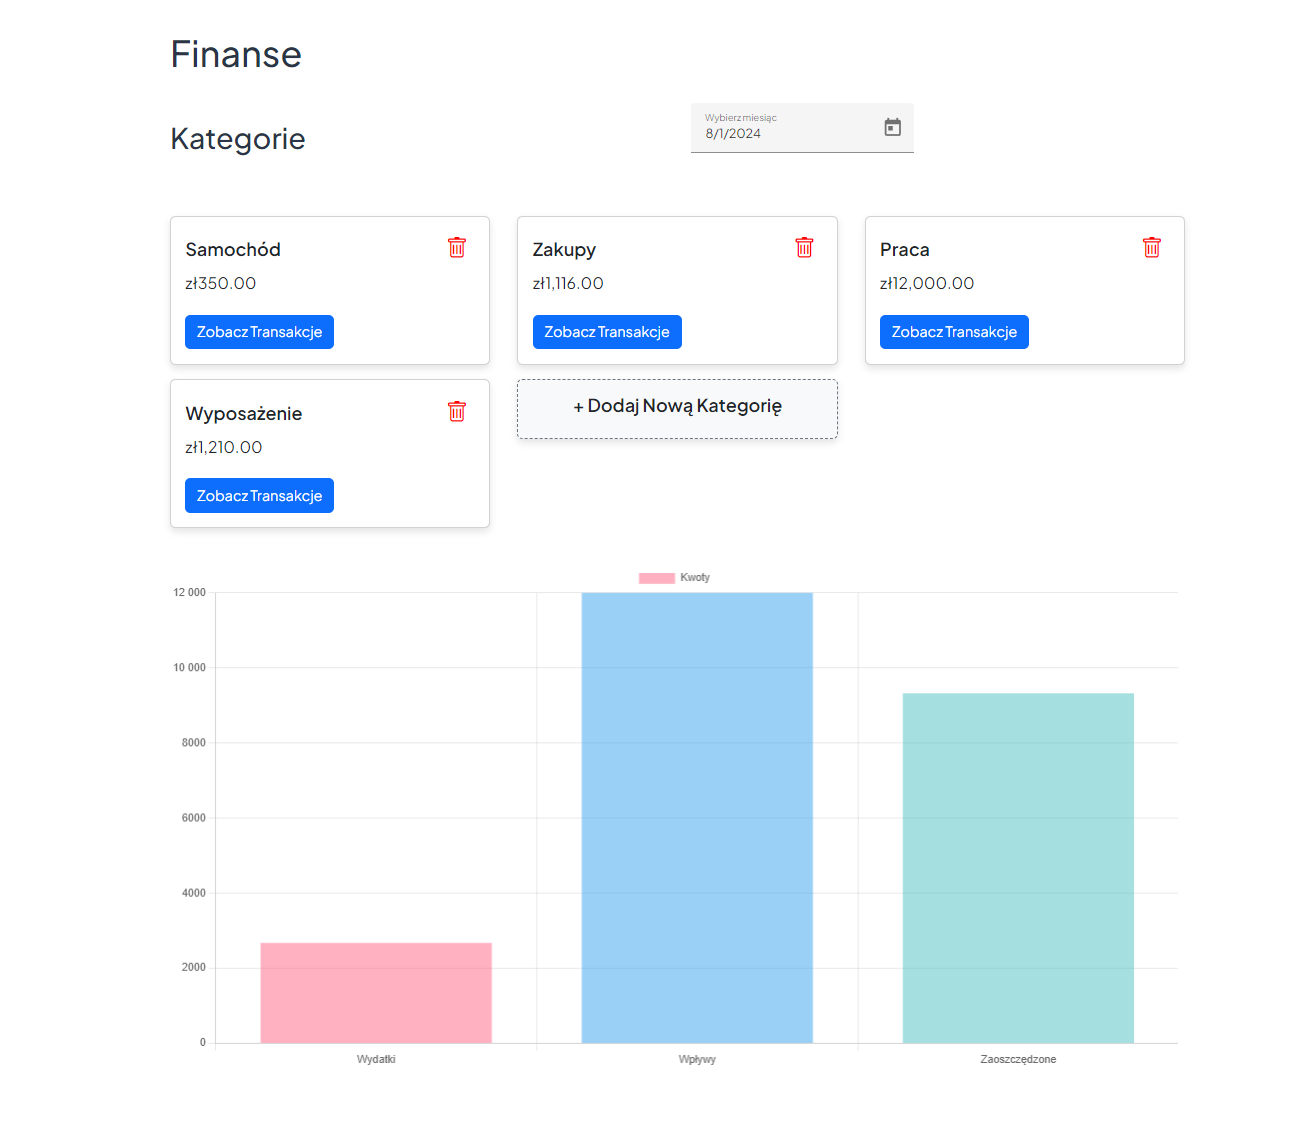 Finanse
Kategorie
Wybierz miesiąc
8/1/2024
Samochód
zł350.00
Zobacz Transakcje
Zakupy
zł1,116.00
Zobacz Transakcje
Praca
zł12,000.00
Zobacz Transakcje
Wyposażenie
zł1,210.00
Zobacz Transakcje
+ Dodaj Nową Kategorię
Kwoty
12 000
10 000
8000
6000
4000
2000
0
Wydatki
Wpływy
Zaoszczędzone